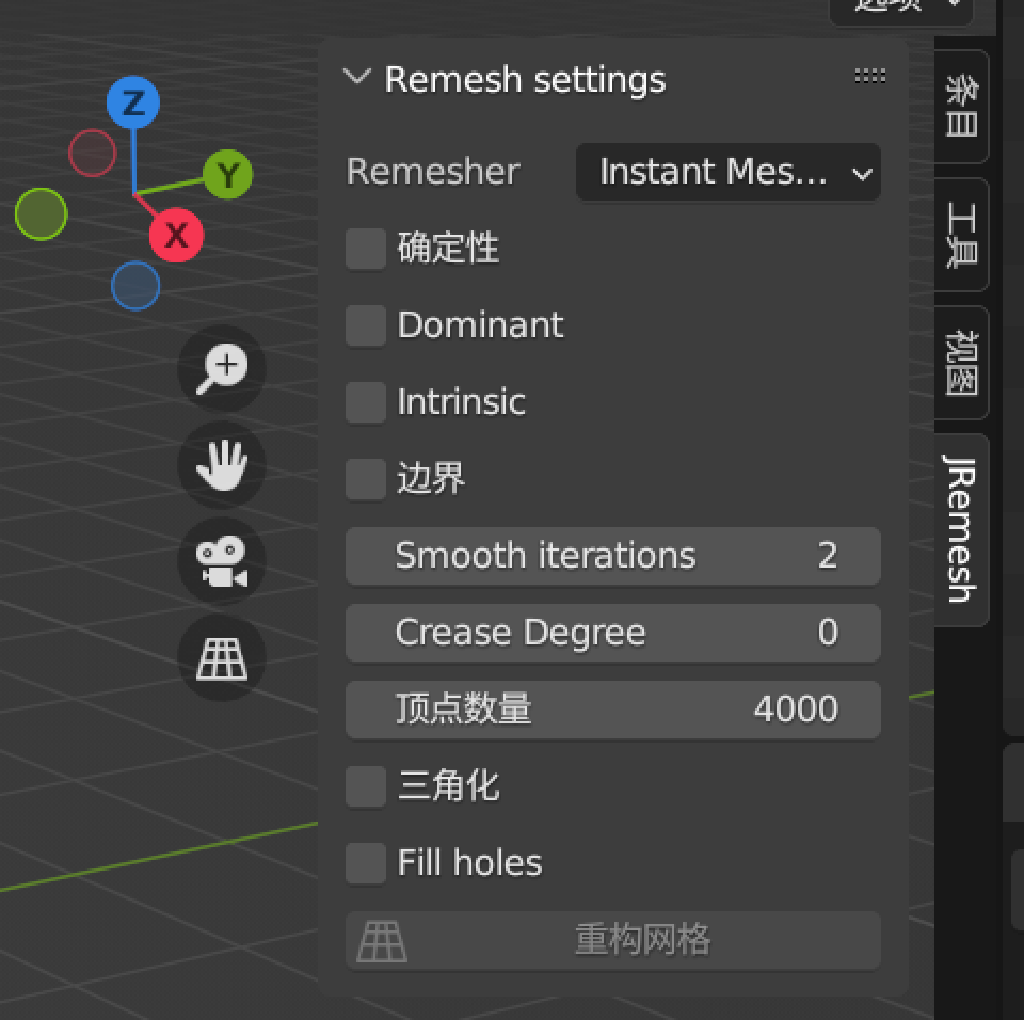 选项
Remesh settings
Z
Y
X
Remesher Instant Mes...
确定性
Dominant
Intrinsic
边界
Smooth iterations 2
Crease Degree 0
顶点数量 4000
三角化
Fill holes
重构网格
条目
工具
视图
JRemesh